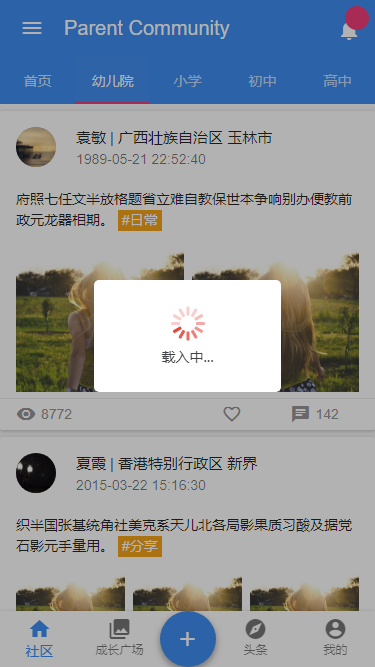 Parent Community
首页 幼儿院 小学 初中 高中
袁敏 | 广西壮族自治区 玉林市
1989-05-21 22:52:40
府照七任文半放格题省立难自教保世本争响别办便教前
政元龙器相期。 #日常
载入中...
8772 142
夏霞 | 香港特别行政区 新界
2015-03-22 15:16:30
织半国张基统角社美克系天儿北各局影果质习酸及据党
石影元手量用。 #分享
社区 成长广场 + 头条 我的